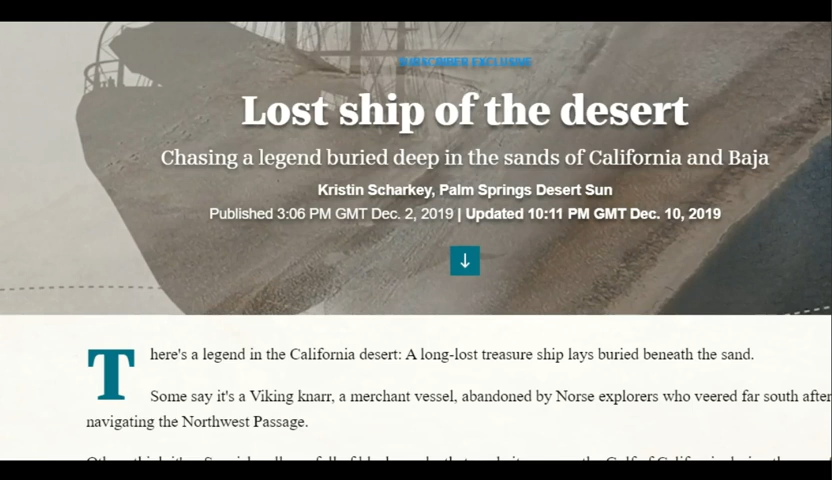 SUBSCRIBER EXCLUSIVE
Lost ship of the desert
Chasing a legend buried deep in the sands of California and Baja
Kristin Scharkey, Palm Springs Desert Sun
Published 3:06 PM GMT Dec. 2, 2019 | Updated 10:11 PM GMT Dec. 10, 2019
There's a legend in the California desert: A long-lost treasure ship lays buried beneath the sand.
Some say it's a Viking knarr, a merchant vessel, abandoned by Norse explorers who veered far south after
navigating the Northwest Passage.